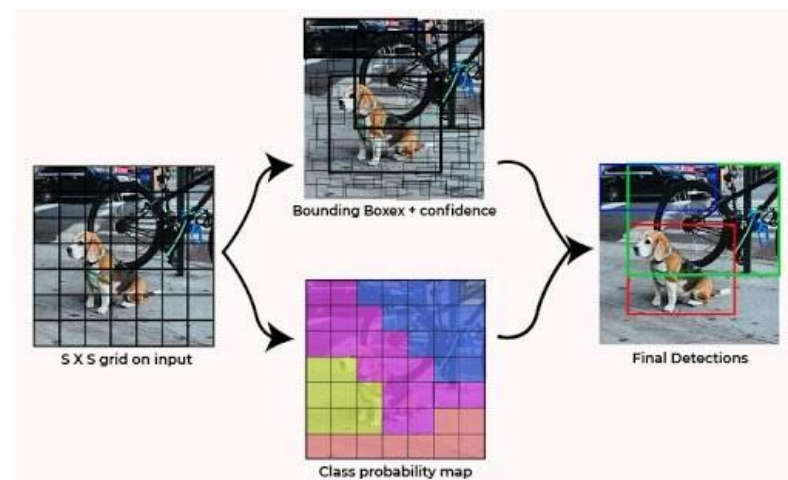 Bounding Boxex + confidence
S X S grid on input
Final Detections
Class probability map